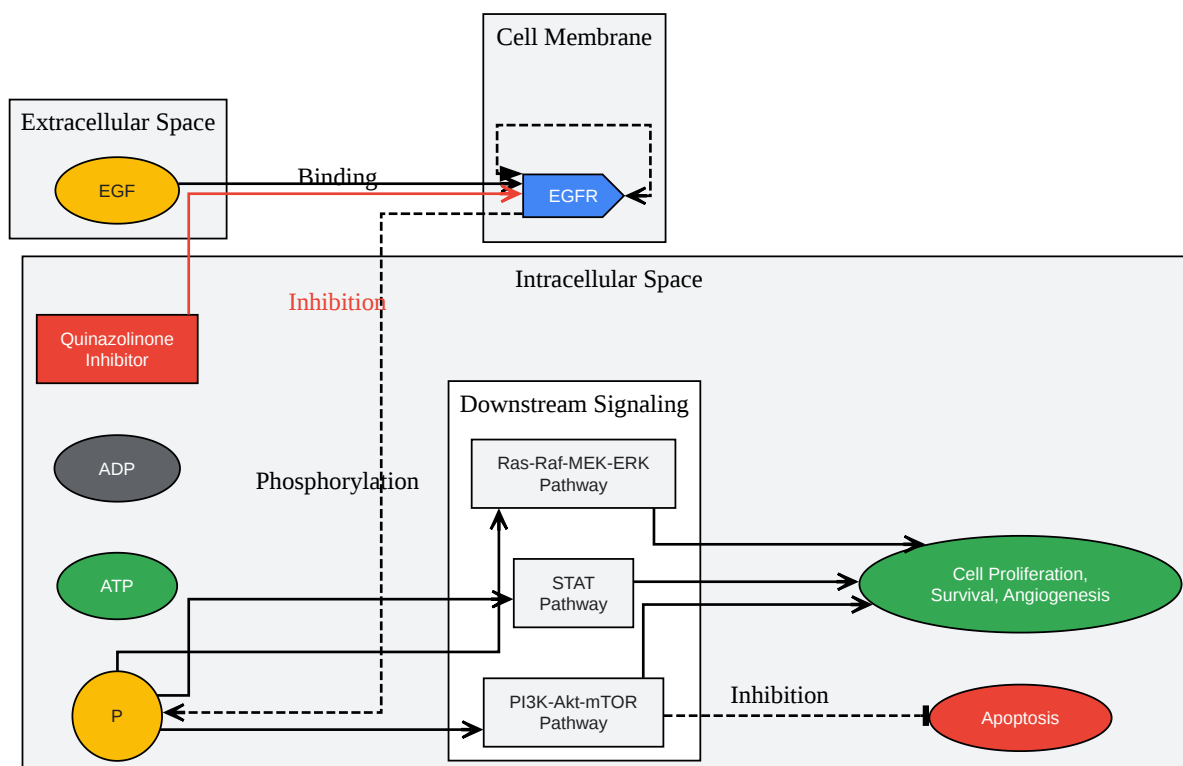 Cell Membrane
Extracellular Space
EGF
Binding
EGFR
Intracellular Space
Inhibition
Quinazolinone
Inhibitor
Downstream Signaling
ADP
Phosphorylation
Ras-Raf-MEK-ERK
Pathway
ATP
STAT
Pathway
Cell Proliferation,
Survival, Angiogenesis
P
PI3K-Akt-mTOR
Pathway
Inhibition
Apoptosis